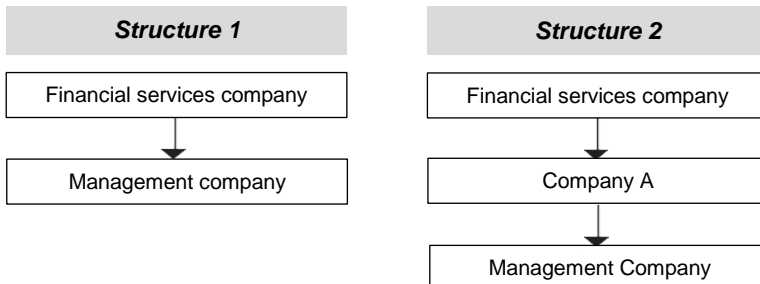 Structure 1
Structure 2
Financial services company
Financial services company
Management company
Company A
Management Company